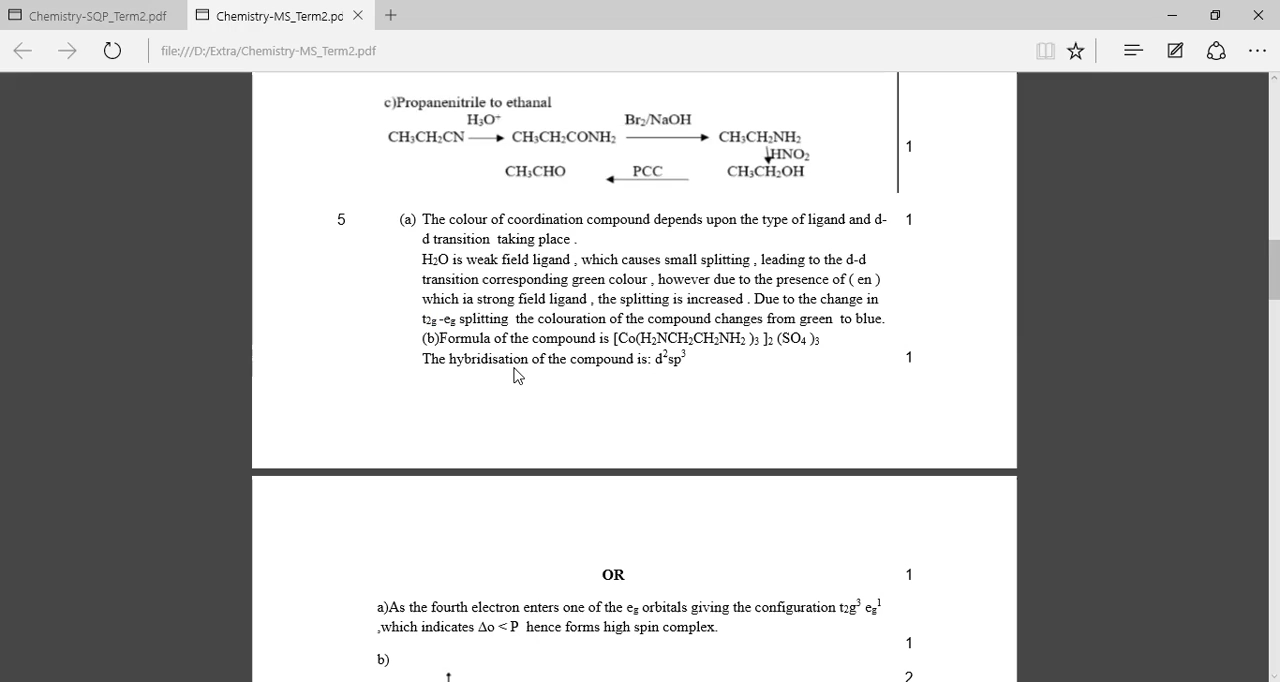 Chemistry-SQP_Term2.pdf
Chemistry-MS_Term2.pd
file:///D:/Extra/Chemistry-MS_Term2.pdf
c)Propanenitrile to ethanal
H₃O⁺ Br₂/NaOH
CH₃CH₂CN CH₃CH₂CONH₂ CH₃CH₂NH₂ 1
HNO₂
CH₃CHO PCC CH₃CH₂OH
5 (a) The colour of coordination compound depends upon the type of ligand and d- 1
d transition taking place .
H₂O is weak field ligand , which causes small splitting , leading to the d-d
transition corresponding green colour , however due to the presence of ( en )
which ia strong field ligand , the splitting is increased . Due to the change in
t₂g -eg splitting the colouration of the compound changes from green to blue.
(b)Formula of the compound is [Co(H₂NCH₂CH₂NH₂ )₃ ]₂ (SO₄ )₃
The hybridisation of the compound is: d²sp³ 1
OR 1
a)As the fourth electron enters one of the eg orbitals giving the configuration t₂g³ eg¹
,which indicates Δo < P hence forms high spin complex.
1
b)
2